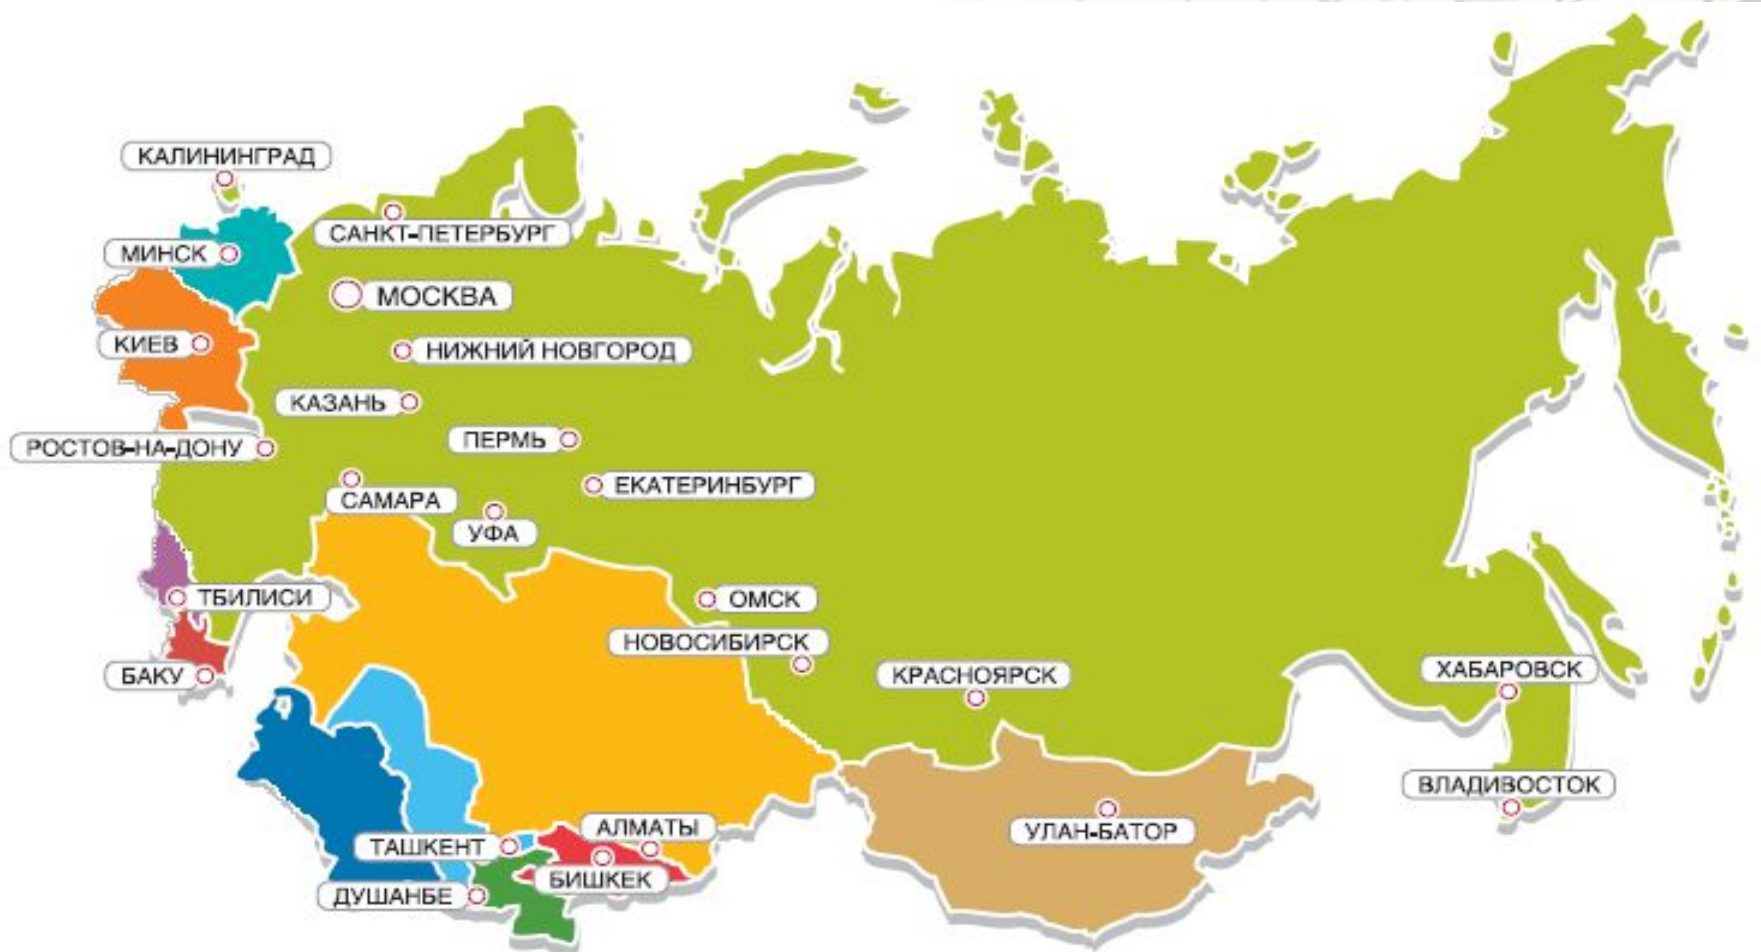 КАЛИНИНГРАД
САНКТ-ПЕТЕРБУРГ
МИНСК
МОСКВА
КИЕВ
НИЖНИЙ НОВГОРОД
КАЗАНЬ
ПЕРМЬ
РОСТОВ-НА-ДОНУ
ЕКАТЕРИНБУРГ
САМАРА
УФА
ТБИЛИСИ
ОМСК
НОВОСИБИРСК
БАКУ
КРАСНОЯРСК
ХАБАРОВСК
ВЛАДИВОСТОК
АЛМАТЫ
УЛАН-БАТОР
ТАШКЕНТ
БИШКЕК
ДУШАНБЕ